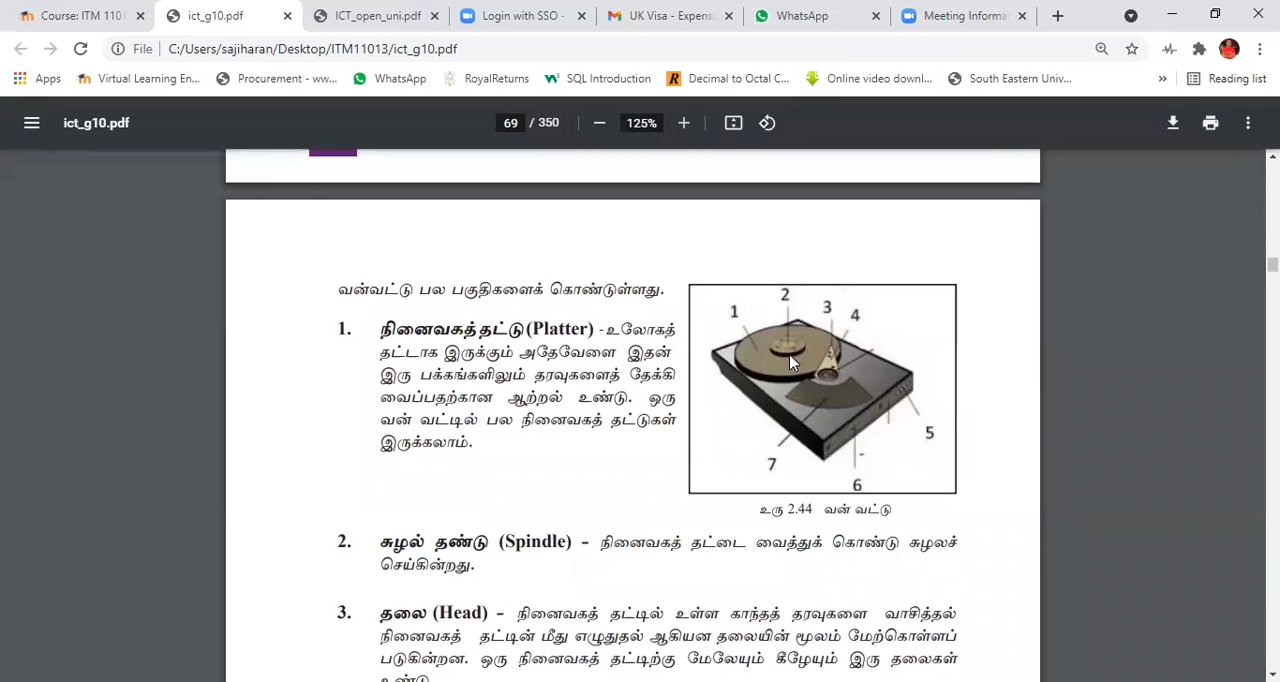 Course: ITM 110
ict_g10.pdf
ICT_open_uni.pdf
Login with SSO -
UK Visa - Expens
WhatsApp
Meeting Informa
File
C:/Users/sajiharan/Desktop/ITM11013/ict_g10.pdf
Apps
Virtual Learning En...
Procurement - ww...
WhatsApp
RoyalReturns
SQL Introduction
Decimal to Octal C...
Online video downl...
South Eastern Univ...
»
Reading list
ict_g10.pdf
69 / 350
125%
வன்வட்டு பல பகுதிகளைக் கொண்டுள்ளது.
1. நினைவகத்தட்டு (Platter) - உலோகத்
தட்டாக இருக்கும் அதேவேளை இதன்
இரு பக்கங்களிலும் தரவுகளைத் தேக்கி
வைப்பதற்கான ஆற்றல் உண்டு. ஒரு
வன் வட்டில் பல நினைவகத் தட்டுகள்
இருக்கலாம்.
1
2
3
4
5
7
6
உரு 2.44 வன் வட்டு
2. சுழல் தண்டு (Spindle) – நினைவகத் தட்டை வைத்துக் கொண்டு சுழலச்
செய்கின்றது.
3. தலை (Head) – நினைவகத் தட்டில் உள்ள காந்தத் தரவுகளை வாசித்தல்
நினைவகத் தட்டின் மீது எழுதுதல் ஆகியன தலையின் மூலம் மேற்கொள்ளப்
படுகின்றன. ஒரு நினைவகத் தட்டிற்கு மேலேயும் கீழேயும் இரு தலைகள்
உண்டு.